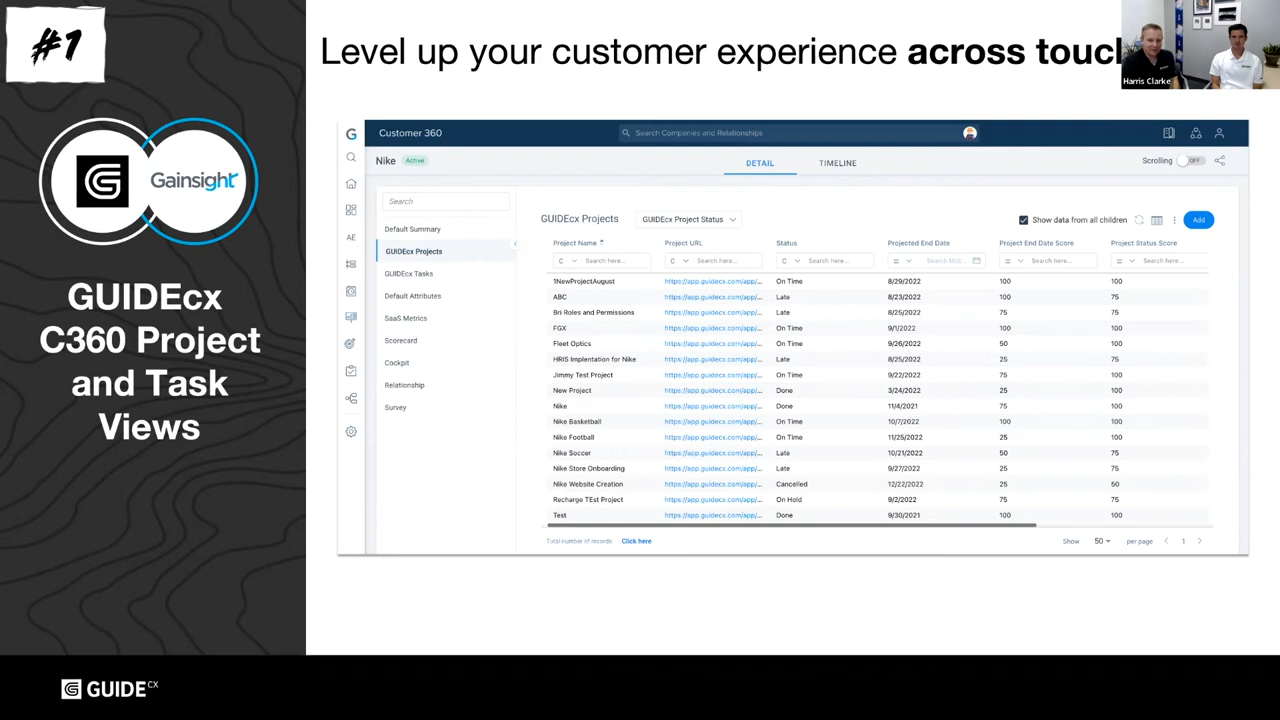 #1
Level up your customer experience across touch
Harris Clarke
Gainsight
GUIDEcx
C360 Project
and Task
Views
G Customer 360 Search Companies and Relationships
Nike Active DETAIL TIMELINE Scrolling OFF
Search
Default Summary
GUIDEcx Projects
GUIDEcx Tasks
Default Attributes
SaaS Metrics
Scorecard
Cockpit
Relationship
Survey
AE
GUIDEcx Projects GUIDEcx Project Status Show data from all children Add
Project Name Project URL Status Projected End Date Project End Date Score Project Status Score
C Search here... C Search here... C Search here... = Search M/d/... = Search here... = Search here...
1NewProjectAugust https://app.guidecx.com/app/... On Time 8/29/2022 100 100
ABC https://app.guidecx.com/app/... Late 8/23/2022 100 75
Bri Roles and Permissions https://app.guidecx.com/app/... Late 8/25/2022 75 75
FGX https://app.guidecx.com/app/... On Time 9/1/2022 100 100
Fleet Optics https://app.guidecx.com/app/... On Time 9/26/2022 50 100
HRIS Implentation for Nike https://app.guidecx.com/app/... Late 8/25/2022 25 75
Jimmy Test Project https://app.guidecx.com/app/... On Time 9/22/2022 75 100
New Project https://app.guidecx.com/app/... Done 3/24/2022 25 100
Nike https://app.guidecx.com/app/... Done 11/4/2021 75 100
Nike Basketball https://app.guidecx.com/app/... On Time 10/7/2022 100 100
Nike Football https://app.guidecx.com/app/... On Time 11/25/2022 25 100
Nike Soccer https://app.guidecx.com/app/... Late 10/21/2022 50 75
Nike Store Onboarding https://app.guidecx.com/app/... Late 9/27/2022 25 75
Nike Website Creation https://app.guidecx.com/app/... Cancelled 12/22/2022 25 50
Recharge TEst Project https://app.guidecx.com/app/... On Hold 9/2/2022 75 75
Test https://app.guidecx.com/app/... Done 9/30/2021 100 100
Total number of records: Click here Show 50 per page 1
GUIDE CX